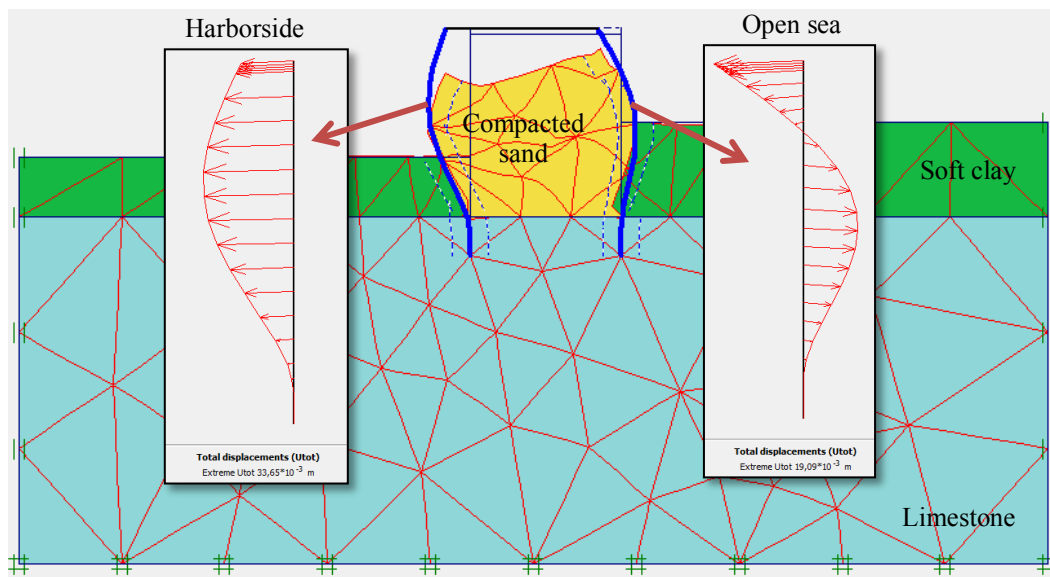 Harborside
Open sea
Compacted
sand
Soft clay
Total displacements (Utot)
Extreme Utot 33,65*10 -3 m
Total displacements (Utot)
Extreme Utot 19,09*10 -3 m
Limestone